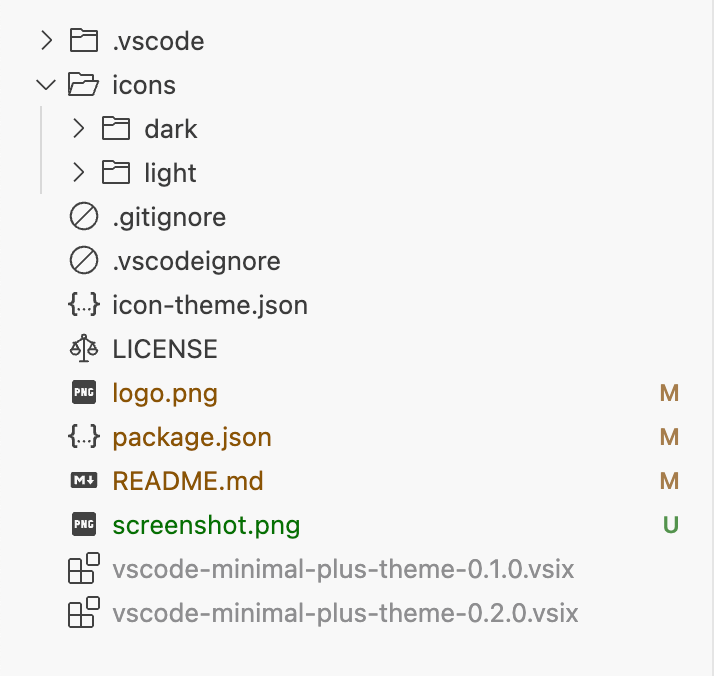 .vscode
icons
dark
light
.gitignore
.vscodeignore
{...} icon-theme.json
LICENSE
PNG logo.png M
{...} package.json M
M↓ README.md M
PNG screenshot.png U
vscode-minimal-plus-theme-0.1.0.vsix
vscode-minimal-plus-theme-0.2.0.vsix